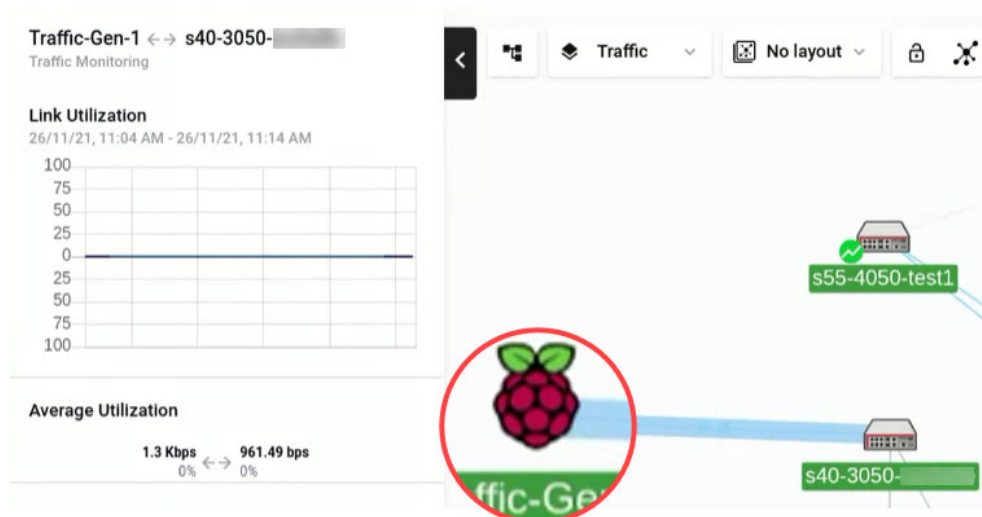 Traffic-Gen-1 ←→ s40-3050-
Traffic Monitoring
Link Utilization
26/11/21, 11:04 AM - 26/11/21, 11:14 AM
100
75
50
25
0
25
50
75
100
Average Utilization
1.3 Kbps ←→ 961.49 bps
0% 0%
Traffic
No layout
s55-4050-test1
ffic-Ge
s40-3050-